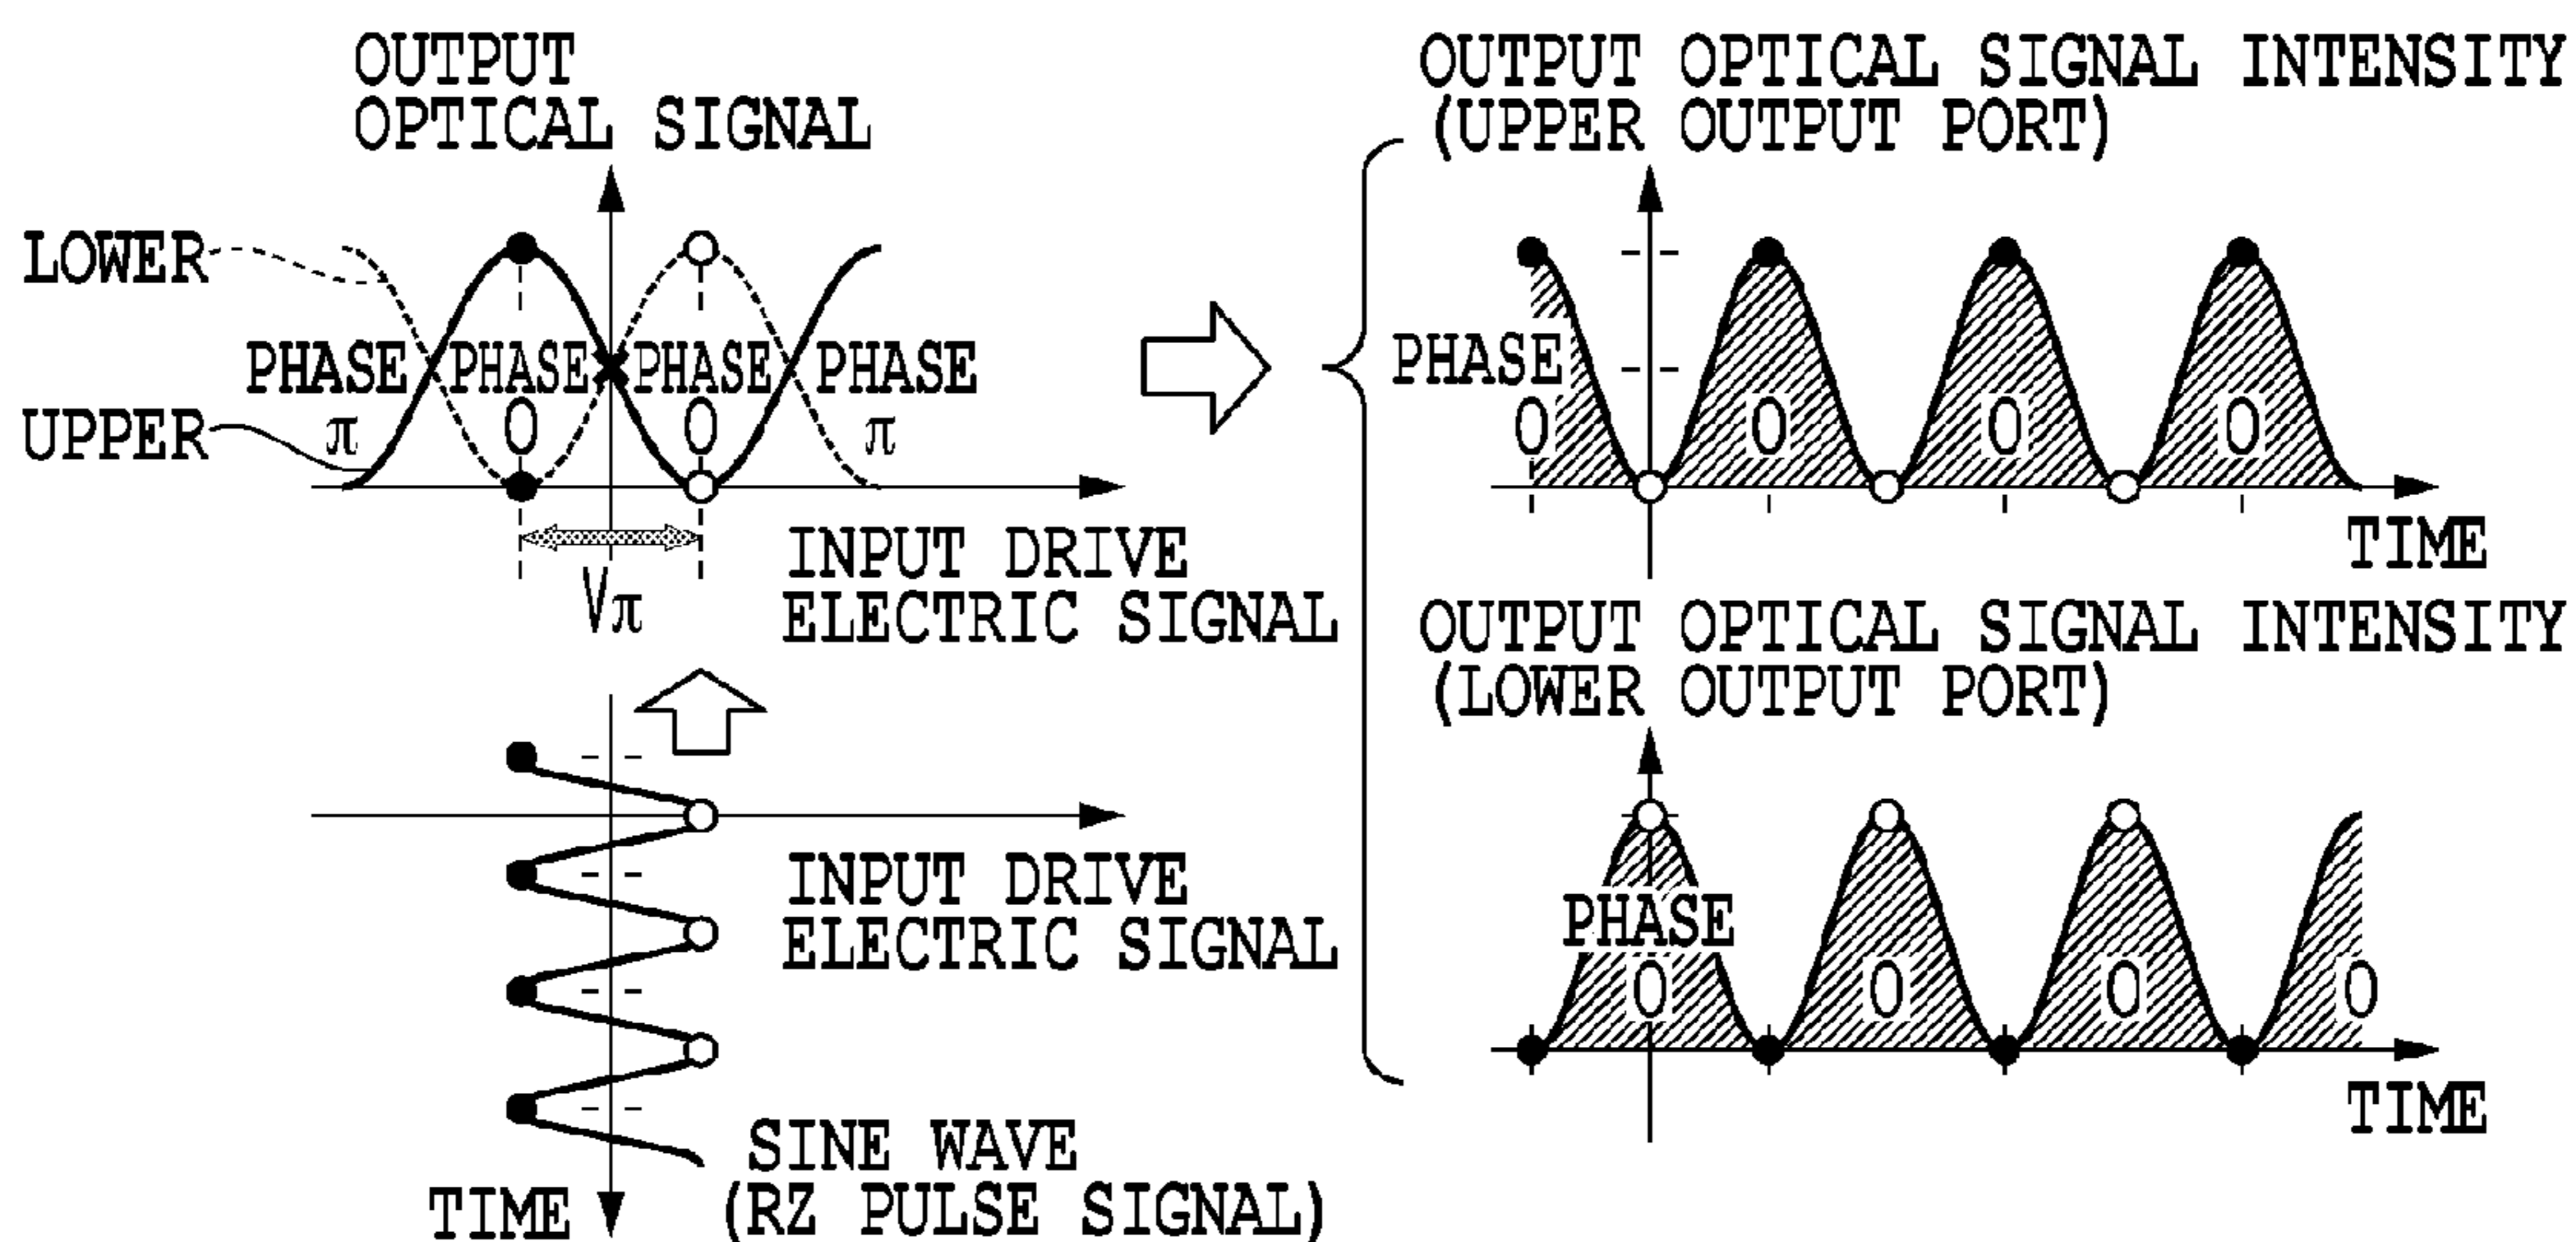 OUTPUT
OPTICAL SIGNAL
LOWER
PHASE PHASE PHASE PHASE
π 0 0 π
UPPER
INPUT DRIVE
ELECTRIC SIGNAL
Vπ
INPUT DRIVE
ELECTRIC SIGNAL
SINE WAVE
(RZ PULSE SIGNAL)
TIME
OUTPUT OPTICAL SIGNAL INTENSITY
(UPPER OUTPUT PORT)
PHASE
0 0 0 0
TIME
OUTPUT OPTICAL SIGNAL INTENSITY
(LOWER OUTPUT PORT)
PHASE
0 0 0 0
TIME